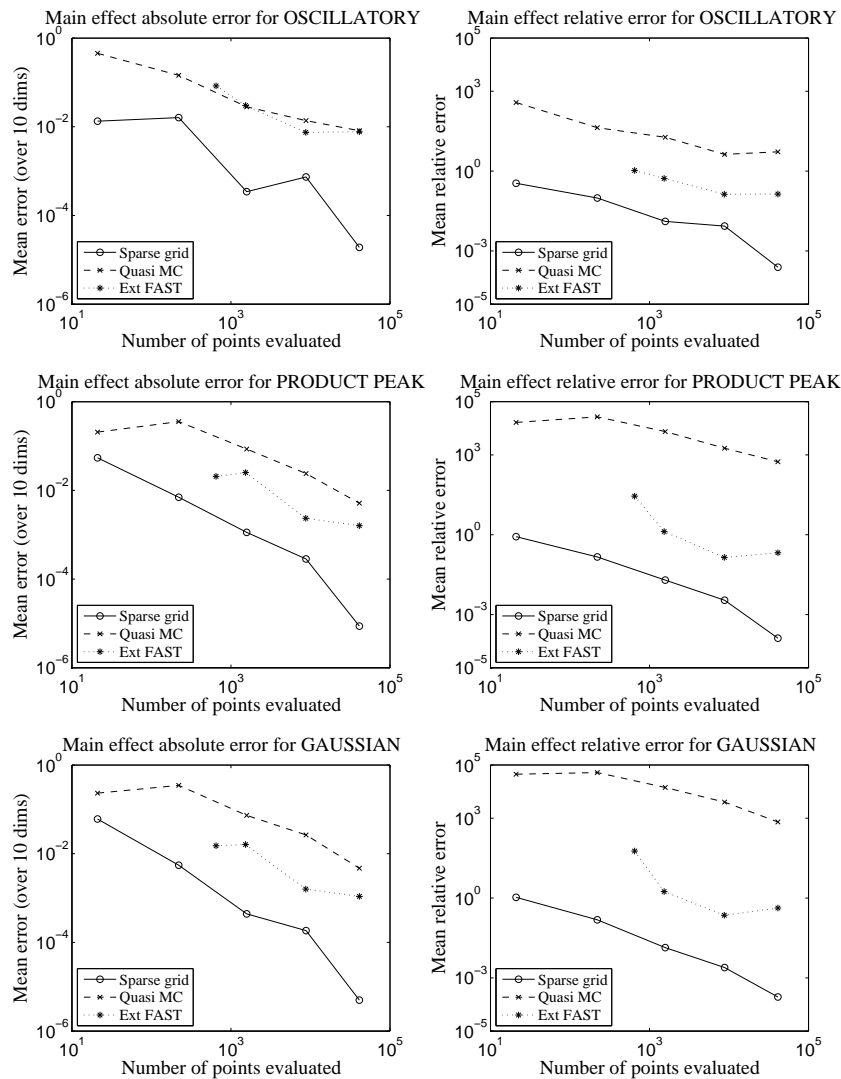 Main effect absolute error for OSCILLATORY
10^0
10^−2
10^−4
10^−6
Mean error (over 10 dims)
Sparse grid
Quasi MC
Ext FAST
10^1
10^3
10^5
Number of points evaluated
Main effect relative error for OSCILLATORY
10^5
10^3
10^0
10^−3
10^−5
Mean relative error
Sparse grid
Quasi MC
Ext FAST
10^1
10^3
10^5
Number of points evaluated
Main effect absolute error for PRODUCT PEAK
10^0
10^−2
10^−4
10^−6
Mean error (over 10 dims)
Sparse grid
Quasi MC
Ext FAST
10^1
10^3
10^5
Number of points evaluated
Main effect relative error for PRODUCT PEAK
10^5
10^3
10^0
10^−3
10^−5
Mean relative error
Sparse grid
Quasi MC
Ext FAST
10^1
10^3
10^5
Number of points evaluated
Main effect absolute error for GAUSSIAN
10^0
10^−2
10^−4
10^−6
Mean error (over 10 dims)
Sparse grid
Quasi MC
Ext FAST
10^1
10^3
10^5
Number of points evaluated
Main effect relative error for GAUSSIAN
10^5
10^3
10^0
10^−3
10^−5
Mean relative error
Sparse grid
Quasi MC
Ext FAST
10^1
10^3
10^5
Number of points evaluated